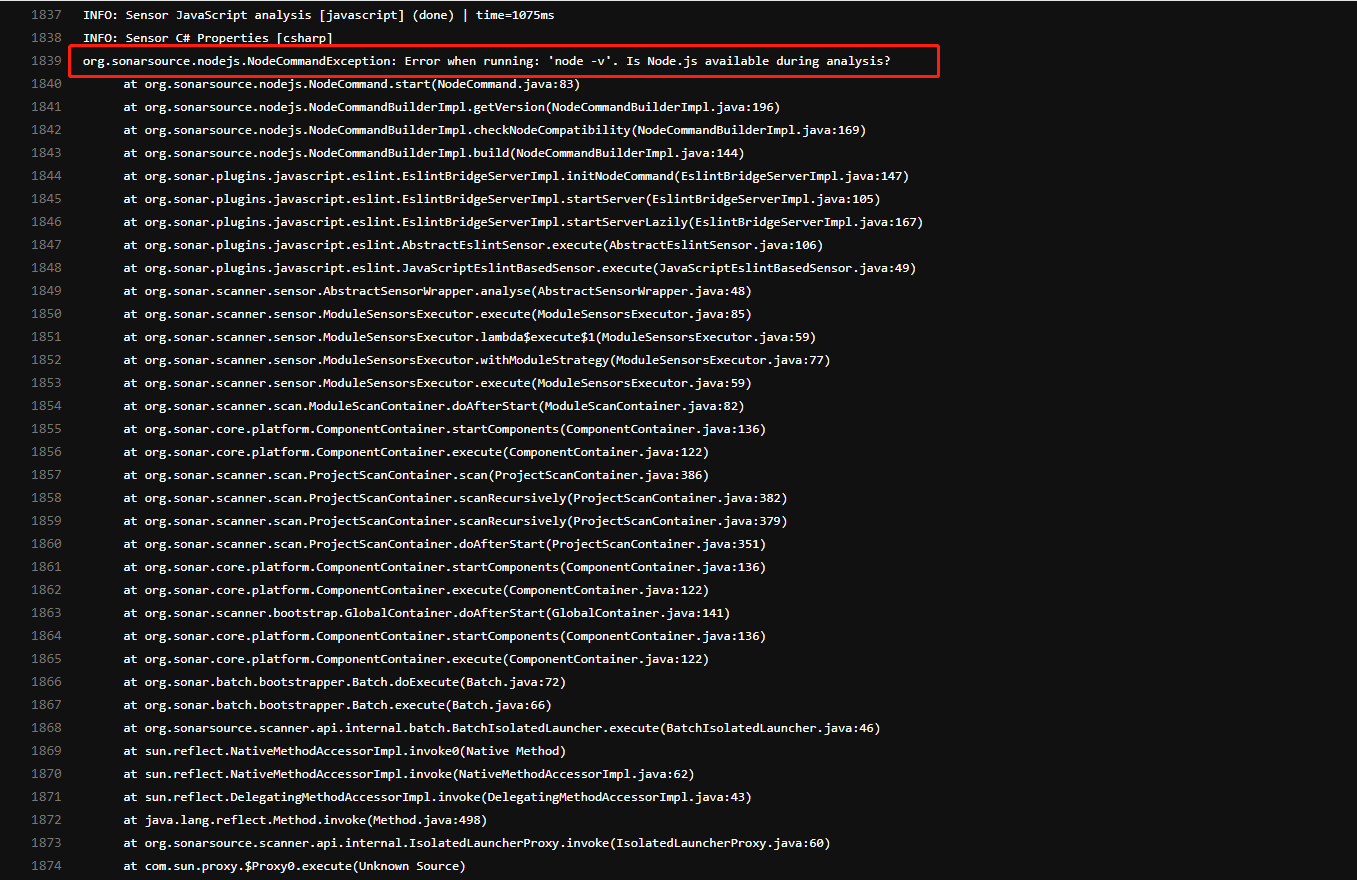 1837 INFO: Sensor JavaScript analysis [javascript] (done) | time=1075ms
1838 INFO: Sensor C# Properties [csharp]
1839 org.sonarsource.nodejs.NodeCommandException: Error when running: 'node -v'. Is Node.js available during analysis?
1840 at org.sonarsource.nodejs.NodeCommand.start(NodeCommand.java:83)
1841 at org.sonarsource.nodejs.NodeCommandBuilderImpl.getVersion(NodeCommandBuilderImpl.java:196)
1842 at org.sonarsource.nodejs.NodeCommandBuilderImpl.checkNodeCompatibility(NodeCommandBuilderImpl.java:169)
1843 at org.sonarsource.nodejs.NodeCommandBuilderImpl.build(NodeCommandBuilderImpl.java:144)
1844 at org.sonar.plugins.javascript.eslint.EslintBridgeServerImpl.initNodeCommand(EslintBridgeServerImpl.java:147)
1845 at org.sonar.plugins.javascript.eslint.EslintBridgeServerImpl.startServer(EslintBridgeServerImpl.java:105)
1846 at org.sonar.plugins.javascript.eslint.EslintBridgeServerImpl.startServerLazily(EslintBridgeServerImpl.java:167)
1847 at org.sonar.plugins.javascript.eslint.AbstractEslintSensor.execute(AbstractEslintSensor.java:106)
1848 at org.sonar.plugins.javascript.eslint.JavaScriptEslintBasedSensor.execute(JavaScriptEslintBasedSensor.java:49)
1849 at org.sonar.scanner.sensor.AbstractSensorWrapper.analyse(AbstractSensorWrapper.java:48)
1850 at org.sonar.scanner.sensor.ModuleSensorsExecutor.execute(ModuleSensorsExecutor.java:85)
1851 at org.sonar.scanner.sensor.ModuleSensorsExecutor.lambda$execute$1(ModuleSensorsExecutor.java:59)
1852 at org.sonar.scanner.sensor.ModuleSensorsExecutor.withModuleStrategy(ModuleSensorsExecutor.java:77)
1853 at org.sonar.scanner.sensor.ModuleSensorsExecutor.execute(ModuleSensorsExecutor.java:59)
1854 at org.sonar.scanner.scan.ModuleScanContainer.doAfterStart(ModuleScanContainer.java:82)
1855 at org.sonar.core.platform.ComponentContainer.startComponents(ComponentContainer.java:136)
1856 at org.sonar.core.platform.ComponentContainer.execute(ComponentContainer.java:122)
1857 at org.sonar.scanner.scan.ProjectScanContainer.scan(ProjectScanContainer.java:386)
1858 at org.sonar.scanner.scan.ProjectScanContainer.scanRecursively(ProjectScanContainer.java:382)
1859 at org.sonar.scanner.scan.ProjectScanContainer.scanRecursively(ProjectScanContainer.java:379)
1860 at org.sonar.scanner.scan.ProjectScanContainer.doAfterStart(ProjectScanContainer.java:351)
1861 at org.sonar.core.platform.ComponentContainer.startComponents(ComponentContainer.java:136)
1862 at org.sonar.core.platform.ComponentContainer.execute(ComponentContainer.java:122)
1863 at org.sonar.scanner.bootstrap.GlobalContainer.doAfterStart(GlobalContainer.java:141)
1864 at org.sonar.core.platform.ComponentContainer.startComponents(ComponentContainer.java:136)
1865 at org.sonar.core.platform.ComponentContainer.execute(ComponentContainer.java:122)
1866 at org.sonar.batch.bootstrapper.Batch.doExecute(Batch.java:72)
1867 at org.sonar.batch.bootstrapper.Batch.execute(Batch.java:66)
1868 at org.sonarsource.scanner.api.internal.batch.BatchIsolatedLauncher.execute(BatchIsolatedLauncher.java:46)
1869 at sun.reflect.NativeMethodAccessorImpl.invoke0(Native Method)
1870 at sun.reflect.NativeMethodAccessorImpl.invoke(NativeMethodAccessorImpl.java:62)
1871 at sun.reflect.DelegatingMethodAccessorImpl.invoke(DelegatingMethodAccessorImpl.java:43)
1872 at java.lang.reflect.Method.invoke(Method.java:498)
1873 at org.sonarsource.scanner.api.internal.IsolatedLauncherProxy.invoke(IsolatedLauncherProxy.java:60)
1874 at com.sun.proxy.$Proxy0.execute(Unknown Source)